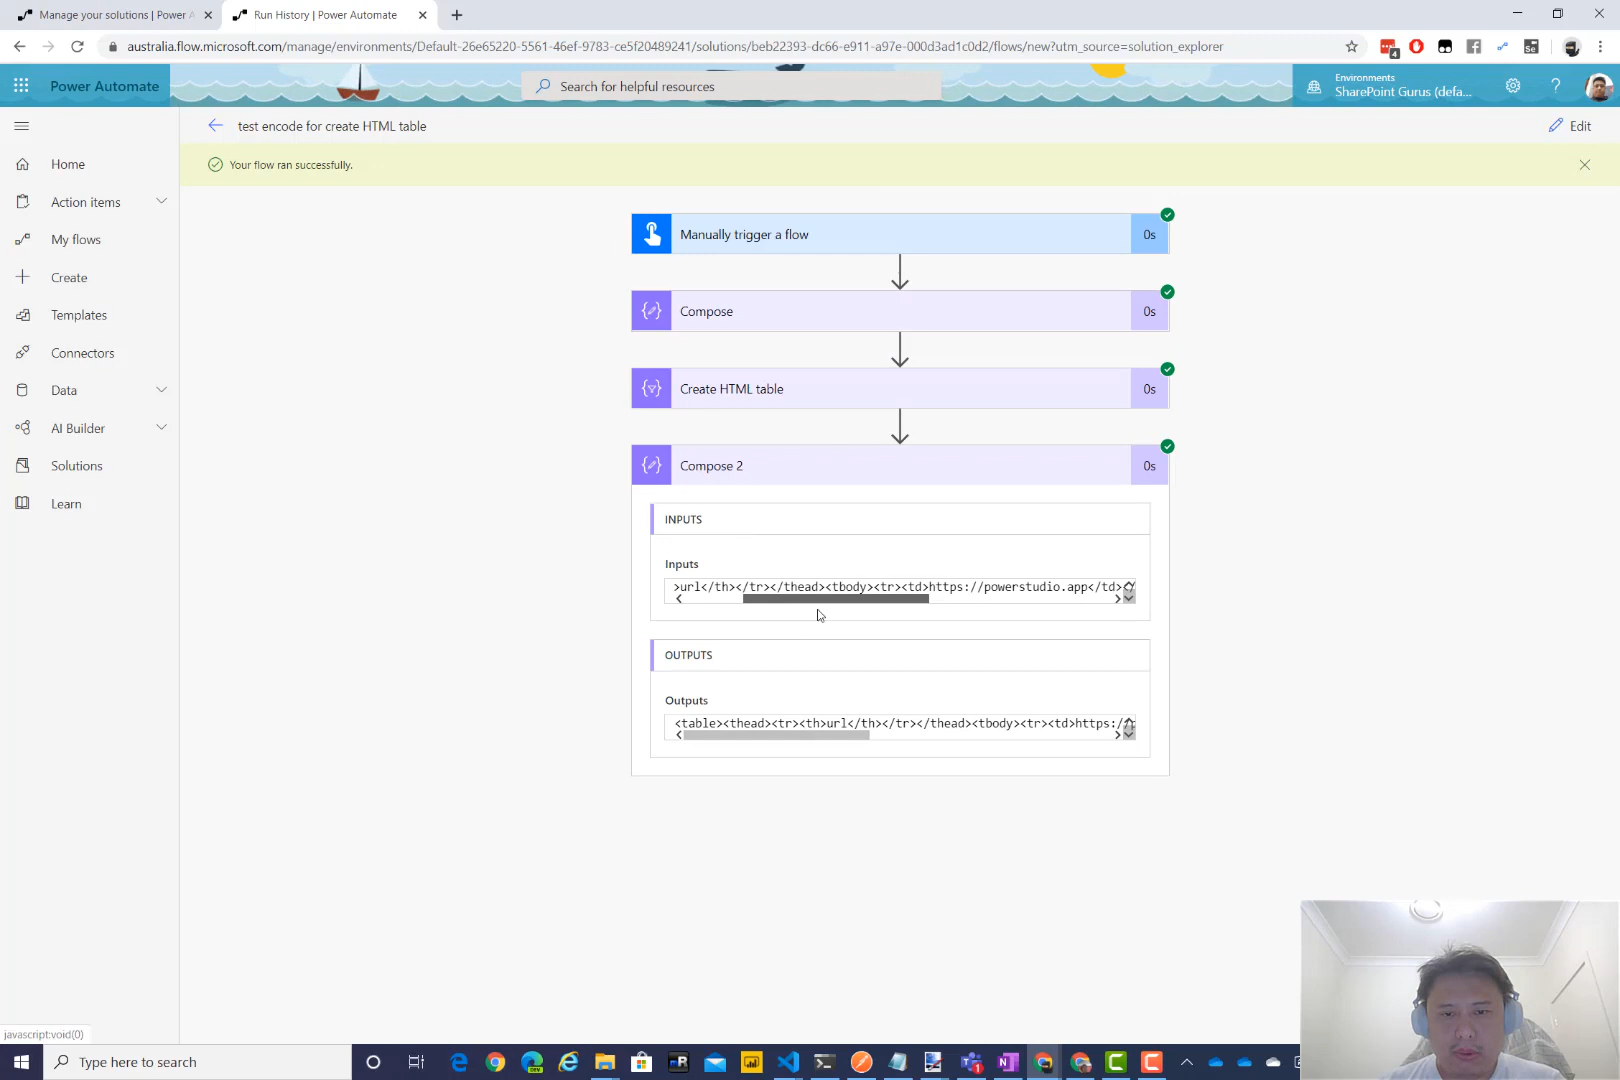 Manage your solutions | Power A
Run History | Power Automate
australia.flow.microsoft.com/manage/environments/Default-26e65220-5561-46ef-9783-ce5f20489241/solutions/beb22393-dc66-e911-a97e-000d3ad1c0d2/flows/new?utm_source=solution_explorer
4
Power Automate
Search for helpful resources
Environments
SharePoint Gurus (defa...
test encode for create HTML table
Edit
Your flow ran successfully.
Home
Action items
My flows
Create
Templates
Connectors
Data
AI Builder
Solutions
Learn
Manually trigger a flow
0s
Compose
0s
Create HTML table
0s
Compose 2
0s
INPUTS
Inputs
>url</th></tr></thead><tbody><tr><td>https://powerstudio.app</td></
OUTPUTS
Outputs
<table><thead><tr><th>url</th></tr></thead><tbody><tr><td>https:/
javascript:void(0)
Type here to search